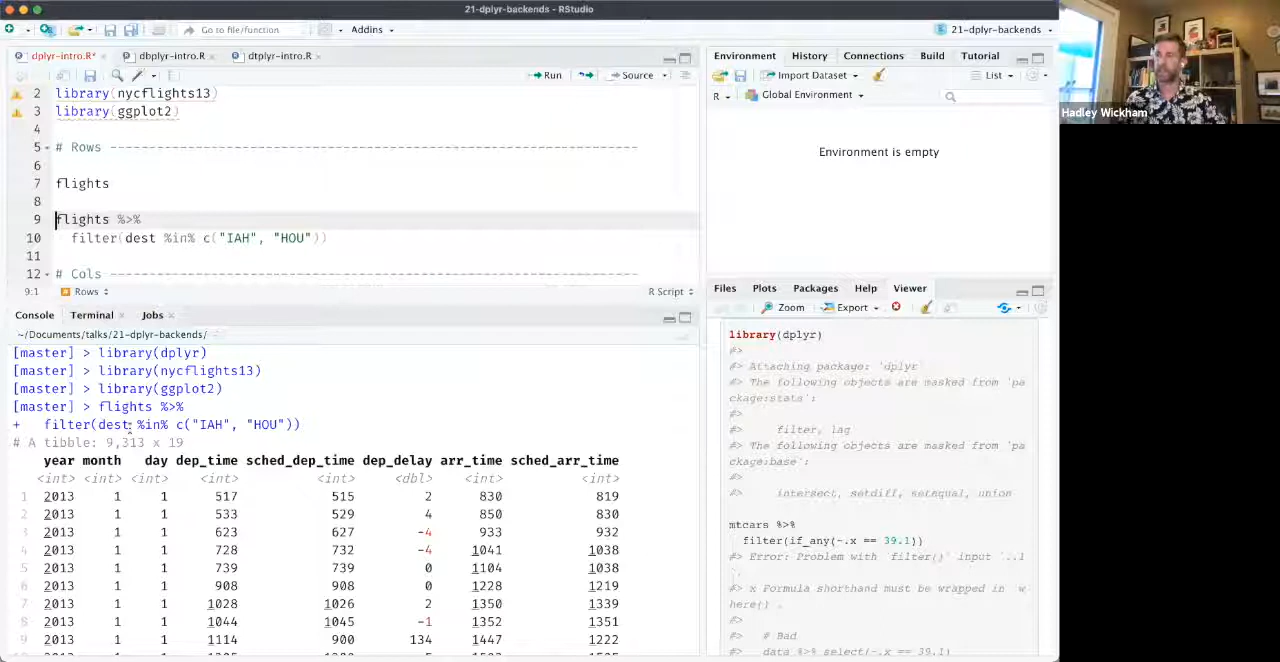 21-dplyr-backends - RStudio
Go to file/function
Addins
21-dplyr-backends
dplyr-intro.R*
dbplyr-intro.R
dtplyr-intro.R
Run
Source
2 library(nycflights13)
3 library(ggplot2)
4
5 # Rows
6
7 flights
8
9 flights %>%
10 filter(dest %in% c("IAH", "HOU"))
11
12 # Cols
9:1 Rows R Script
Console Terminal Jobs
~/Documents/talks/21-dplyr-backends/
[master] > library(dplyr)
[master] > library(nycflights13)
[master] > library(ggplot2)
[master] > flights %>%
+ filter(dest %in% c("IAH", "HOU"))
# A tibble: 9,313 x 19
year month day dep_time sched_dep_time dep_delay arr_time sched_arr_time
<int> <int> <int> <int> <int> <dbl> <int> <int>
1 2013 1 1 517 515 2 830 819
2 2013 1 1 533 529 4 850 830
3 2013 1 1 623 627 -4 933 932
4 2013 1 1 728 732 -4 1041 1038
5 2013 1 1 739 739 0 1104 1038
6 2013 1 1 908 908 0 1228 1219
7 2013 1 1 1028 1026 2 1350 1339
8 2013 1 1 1044 1045 -1 1352 1351
9 2013 1 1 1114 900 134 1447 1222
Environment History Connections Build Tutorial
Import Dataset List
R Global Environment
Environment is empty
Files Plots Packages Help Viewer
Zoom Export
library(dplyr)
#>
#> Attaching package: 'dplyr'
#> The following objects are masked from 'pa
ckage:stats':
#>
#> filter, lag
#> The following objects are masked from 'pa
ckage:base':
#>
#> intersect, setdiff, setequal, union
mtcars %>%
filter(if_any(~.x == 39.1))
#> Error: Problem with `filter()` input `..1
`.
#> x Formula shorthand must be wrapped in `w
here()`.
#>
#> # Bad
#> data %>% select(~.x == 39.1)
Hadley Wickham